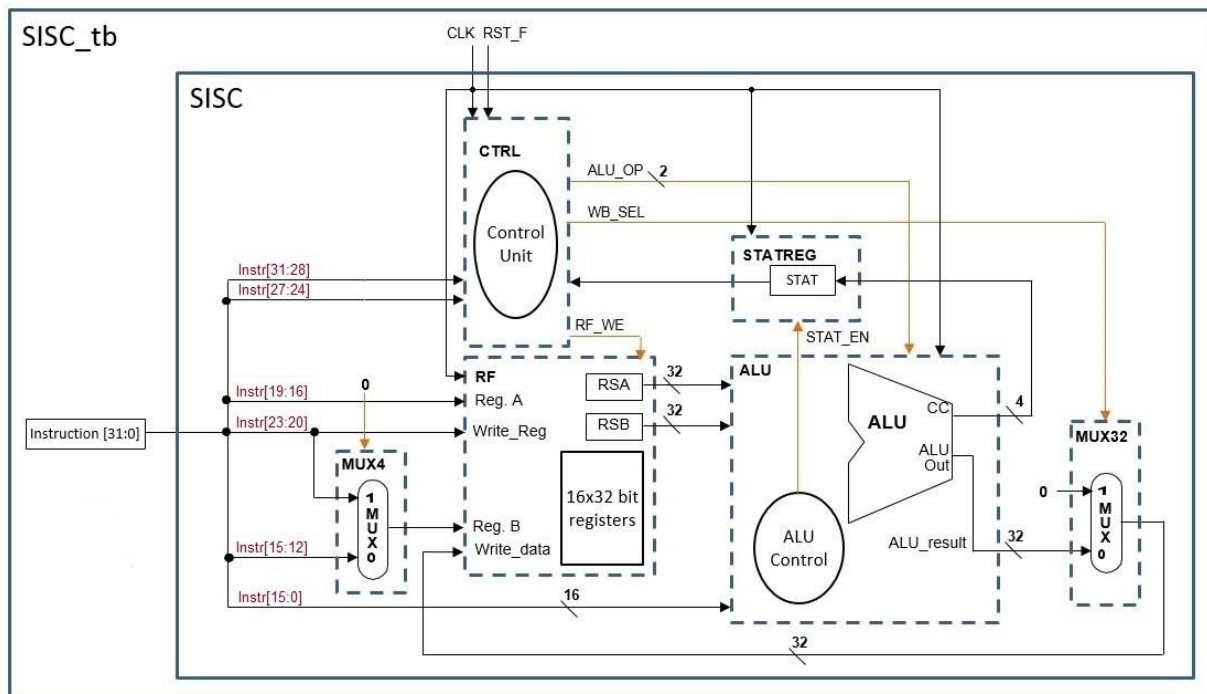 SISC_tb
CLK RST_F
SISC
CTRL
ALU_OP 2
WB_SEL
Control
Unit
STATREG
STAT
Instr[31:28]
Instr[27:24]
RF_WE
STAT_EN
RF
RSA 32
ALU
0
Instr[19:16]
Reg. A
CC 4
Instr[23:20]
Write_Reg
RSB 32
ALU
Instruction [31:0]
MUX4
MUX32
ALU
Out
1
M
U
X
0
16x32 bit
registers
0
1
M
U
X
0
Reg. B
ALU
Control
ALU_result 32
Instr[15:12]
Write_data
Instr[15:0]
16
32